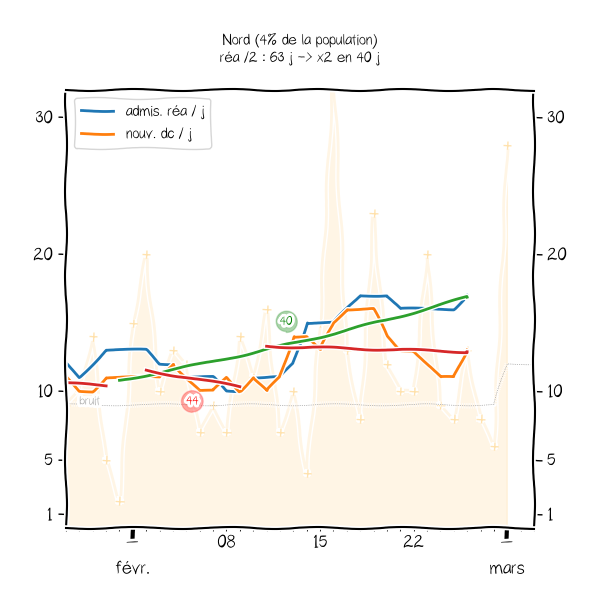 Nord (4% de la population)
réa /2 : 63 j -> x2 en 40 j
admis. réa / j
nouv. dc / j
30
30
20
20
10
10
5
5
1
1
40
44
bruit
1
08
15
22
1
févr.
mars